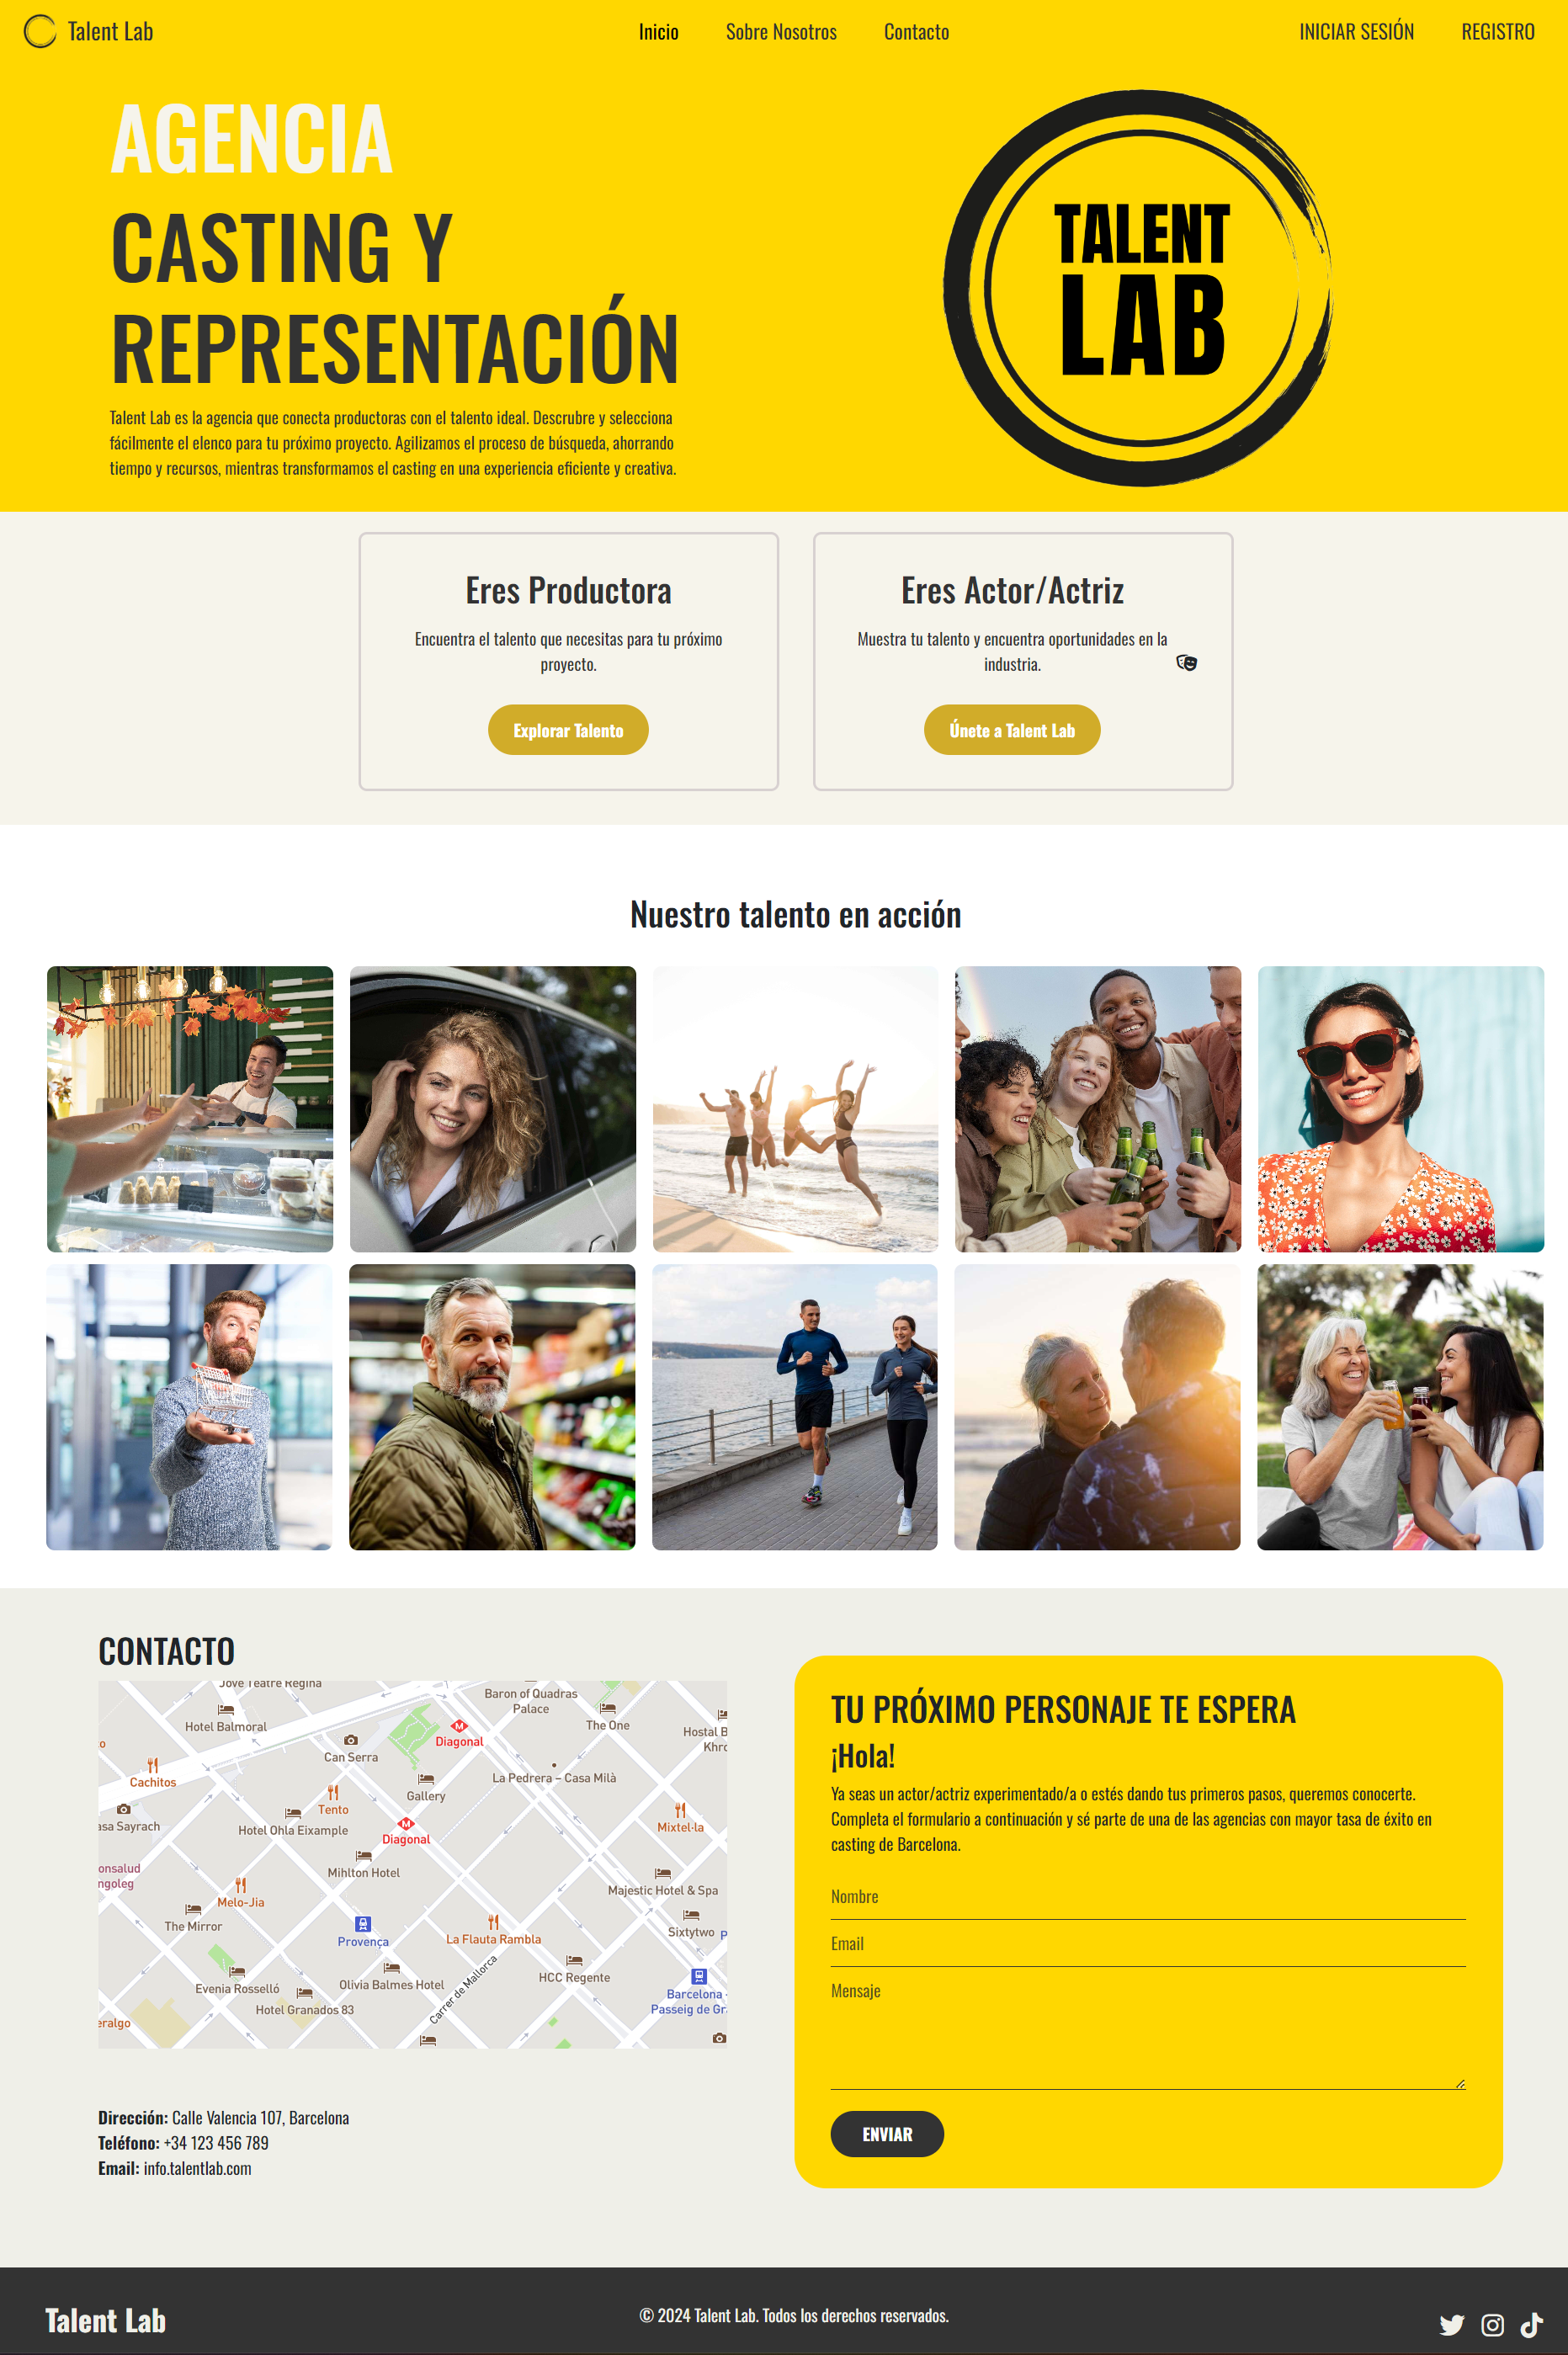 Talent Lab
Inicio
Sobre Nosotros
Contacto
INICIAR SESIÓN
REGISTRO
AGENCIA
CASTING Y
REPRESENTACIÓN
Talent Lab es la agencia que conecta productoras con el talento ideal. Descrubre y selecciona
fácilmente el elenco para tu próximo proyecto. Agilizamos el proceso de búsqueda, ahorrando
tiempo y recursos, mientras transformamos el casting en una experiencia eficiente y creativa.
TALENT
LAB
Eres Productora
Encuentra el talento que necesitas para tu próximo
proyecto.
Explorar Talento
Eres Actor/Actriz
Muestra tu talento y encuentra oportunidades en la
industria.
Únete a Talent Lab
Nuestro talento en acción
CONTACTO
Jove Teatre Regina
Hotel Balmoral
Baron of Quadras
Palace
The One
Hostal B
Khro
Diagonal
Can Serra
La Pedrera – Casa Milà
Cachitos
Gallery
Tento
asa Sayrach
Hotel Ohla Eixample
Diagonal
Mixtel·la
Mihlton Hotel
onsalud
ngoleg
Majestic Hotel & Spa
Melo-Jia
The Mirror
Provença
La Flauta Rambla
Sixtytwo
P
Evenia Rosselló
Olivia Balmes Hotel
Carrer de Mallorca
HCC Regente
Barcelona -
Passeig de Gr
Hotel Granados 83
eralgo
Dirección: Calle Valencia 107, Barcelona
Teléfono: +34 123 456 789
Email: info.talentlab.com
TU PRÓXIMO PERSONAJE TE ESPERA
¡Hola!
Ya seas un actor/actriz experimentado/a o estés dando tus primeros pasos, queremos conocerte.
Completa el formulario a continuación y sé parte de una de las agencias con mayor tasa de éxito en
casting de Barcelona.
Nombre
Email
Mensaje
ENVIAR
Talent Lab
© 2024 Talent Lab. Todos los derechos reservados.